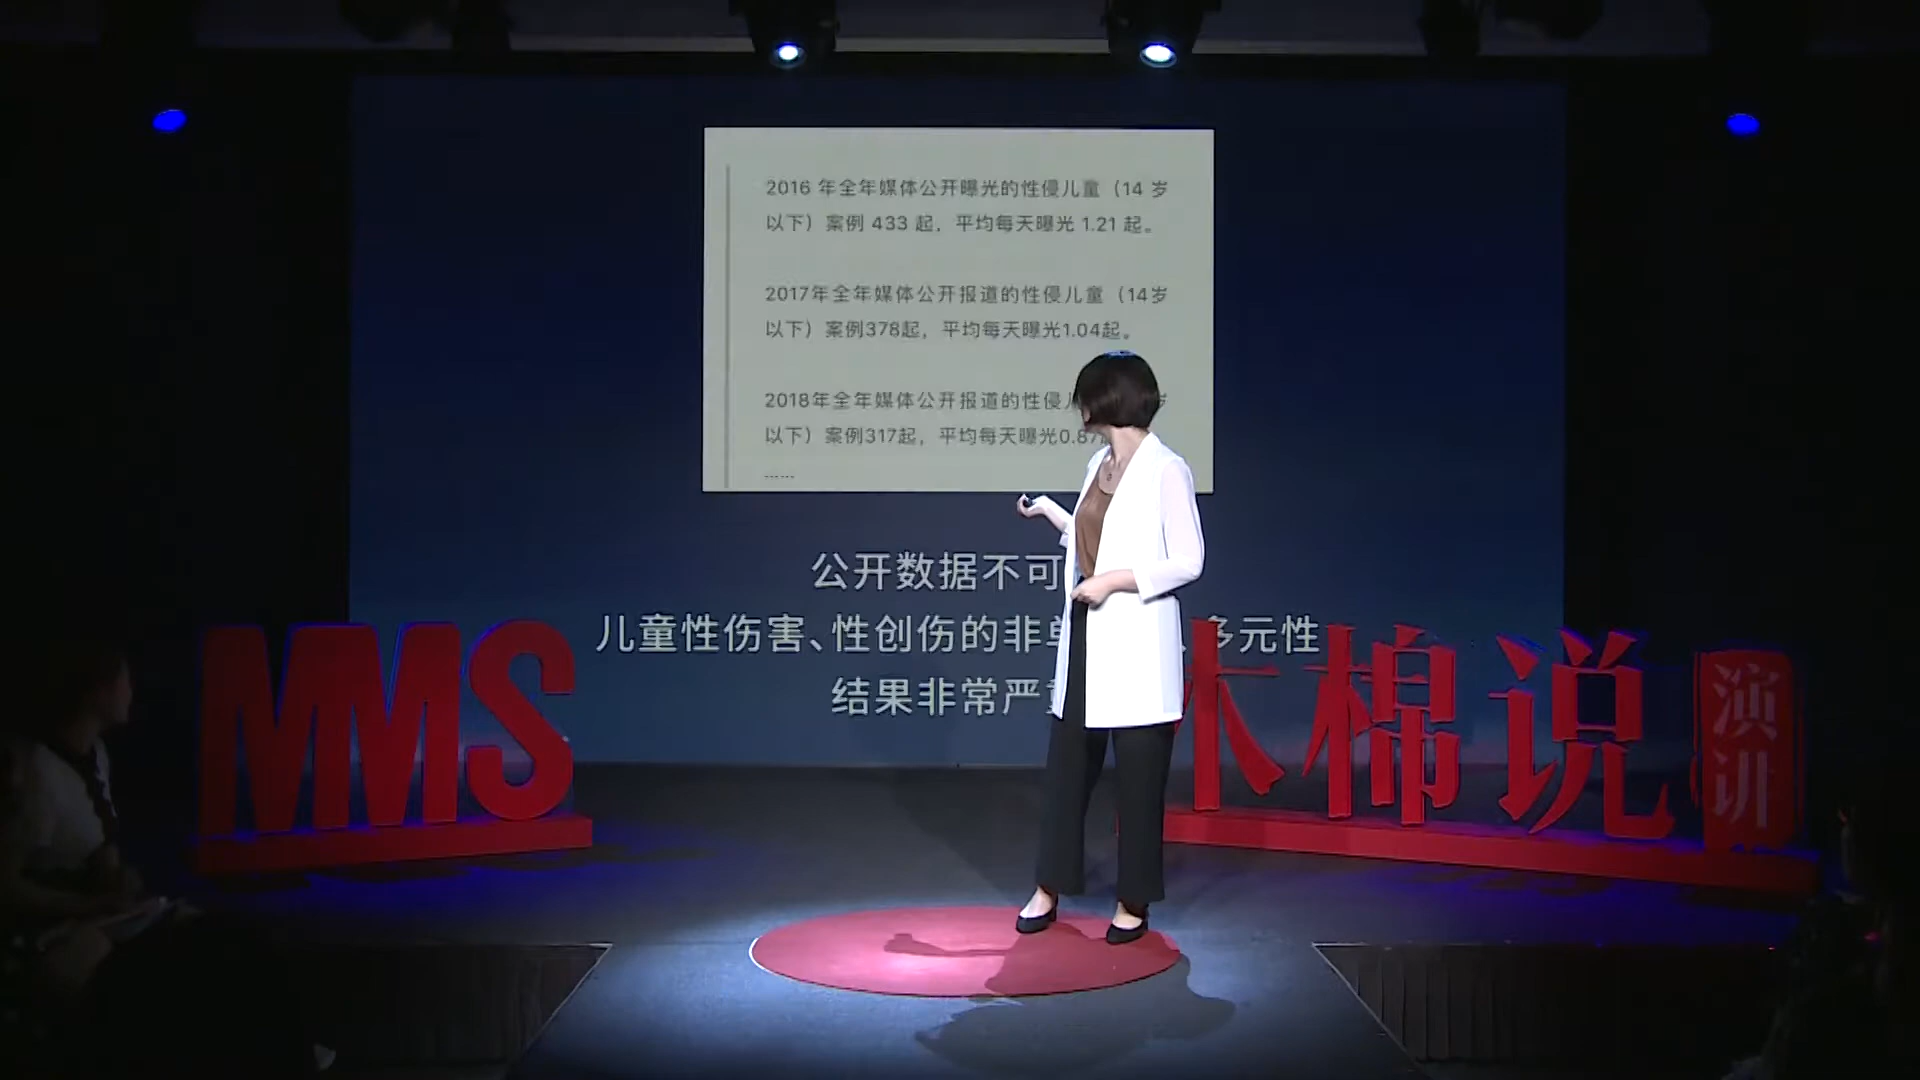 2016 年全年媒体公开曝光的性侵儿童（14 岁
以下）案例 433 起，平均每天曝光 1.21 起。
2017年全年媒体公开报道的性侵儿童（14岁
以下）案例378起，平均每天曝光1.04起。
2018年全年媒体公开报道的性侵 岁
以下）案例317起，平均每天曝光0.87
......
公开数据不可
儿童性伤害、性创伤的非 、多元性
结果非常严
MMS
木棉说
演讲